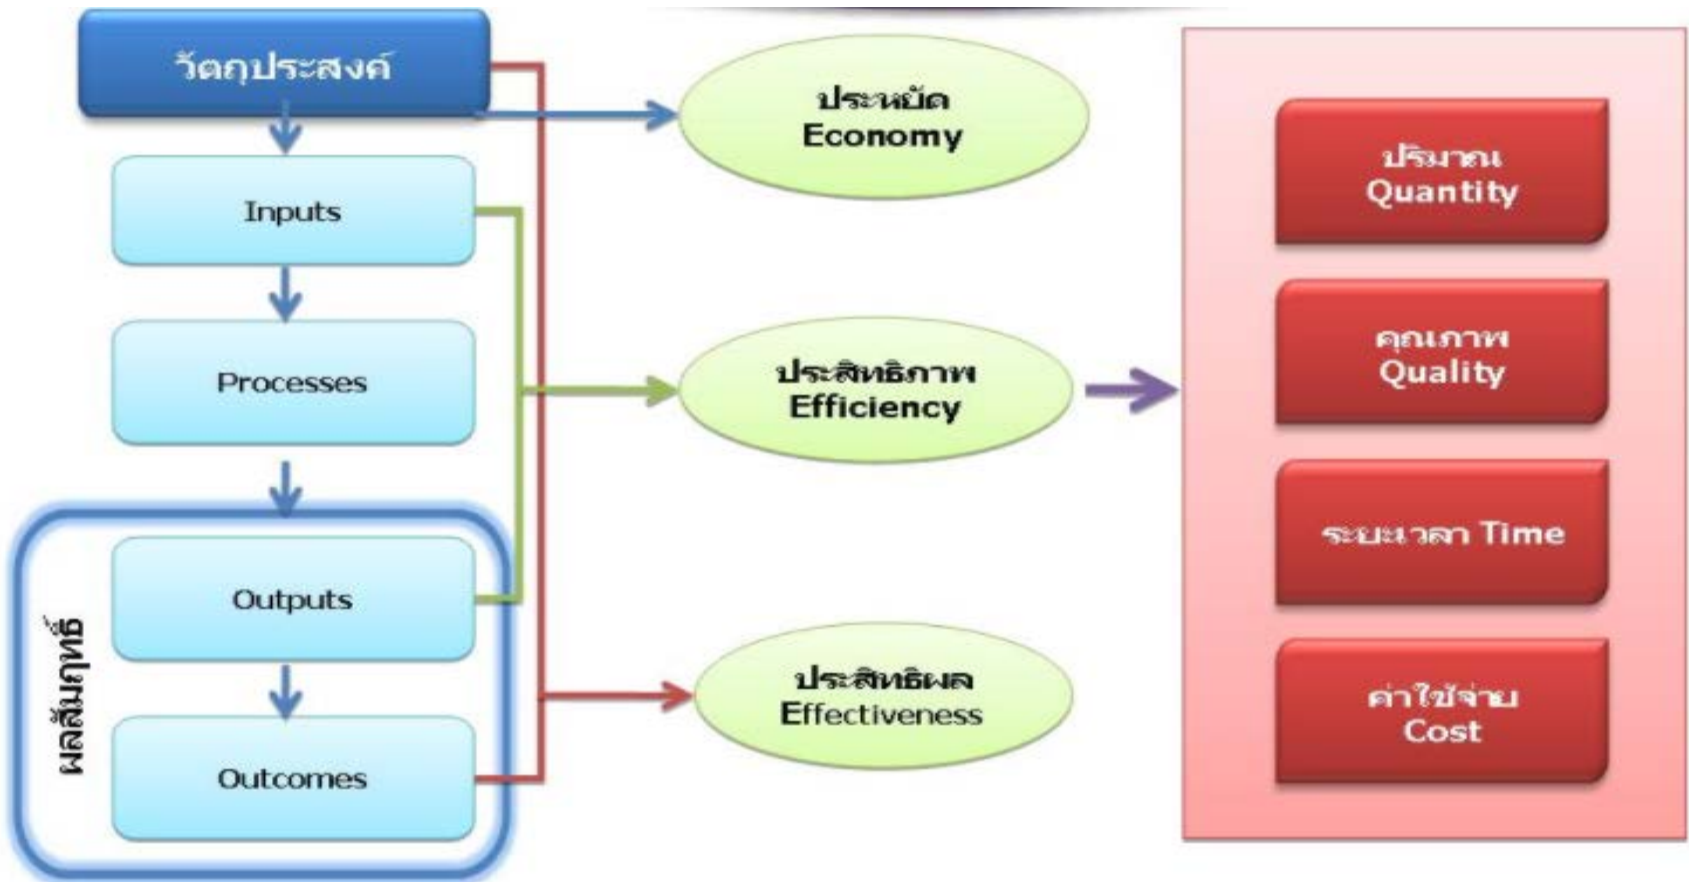 วัตถุประสงค์
Inputs
Processes
ผลสัมฤทธิ์
Outputs
Outcomes
ประหยัด
Economy
ประสิทธิภาพ
Efficiency
ประสิทธิผล
Effectiveness
ปริมาณ
Quantity
คุณภาพ
Quality
ระยะเวลา Time
ค่าใช้จ่าย
Cost